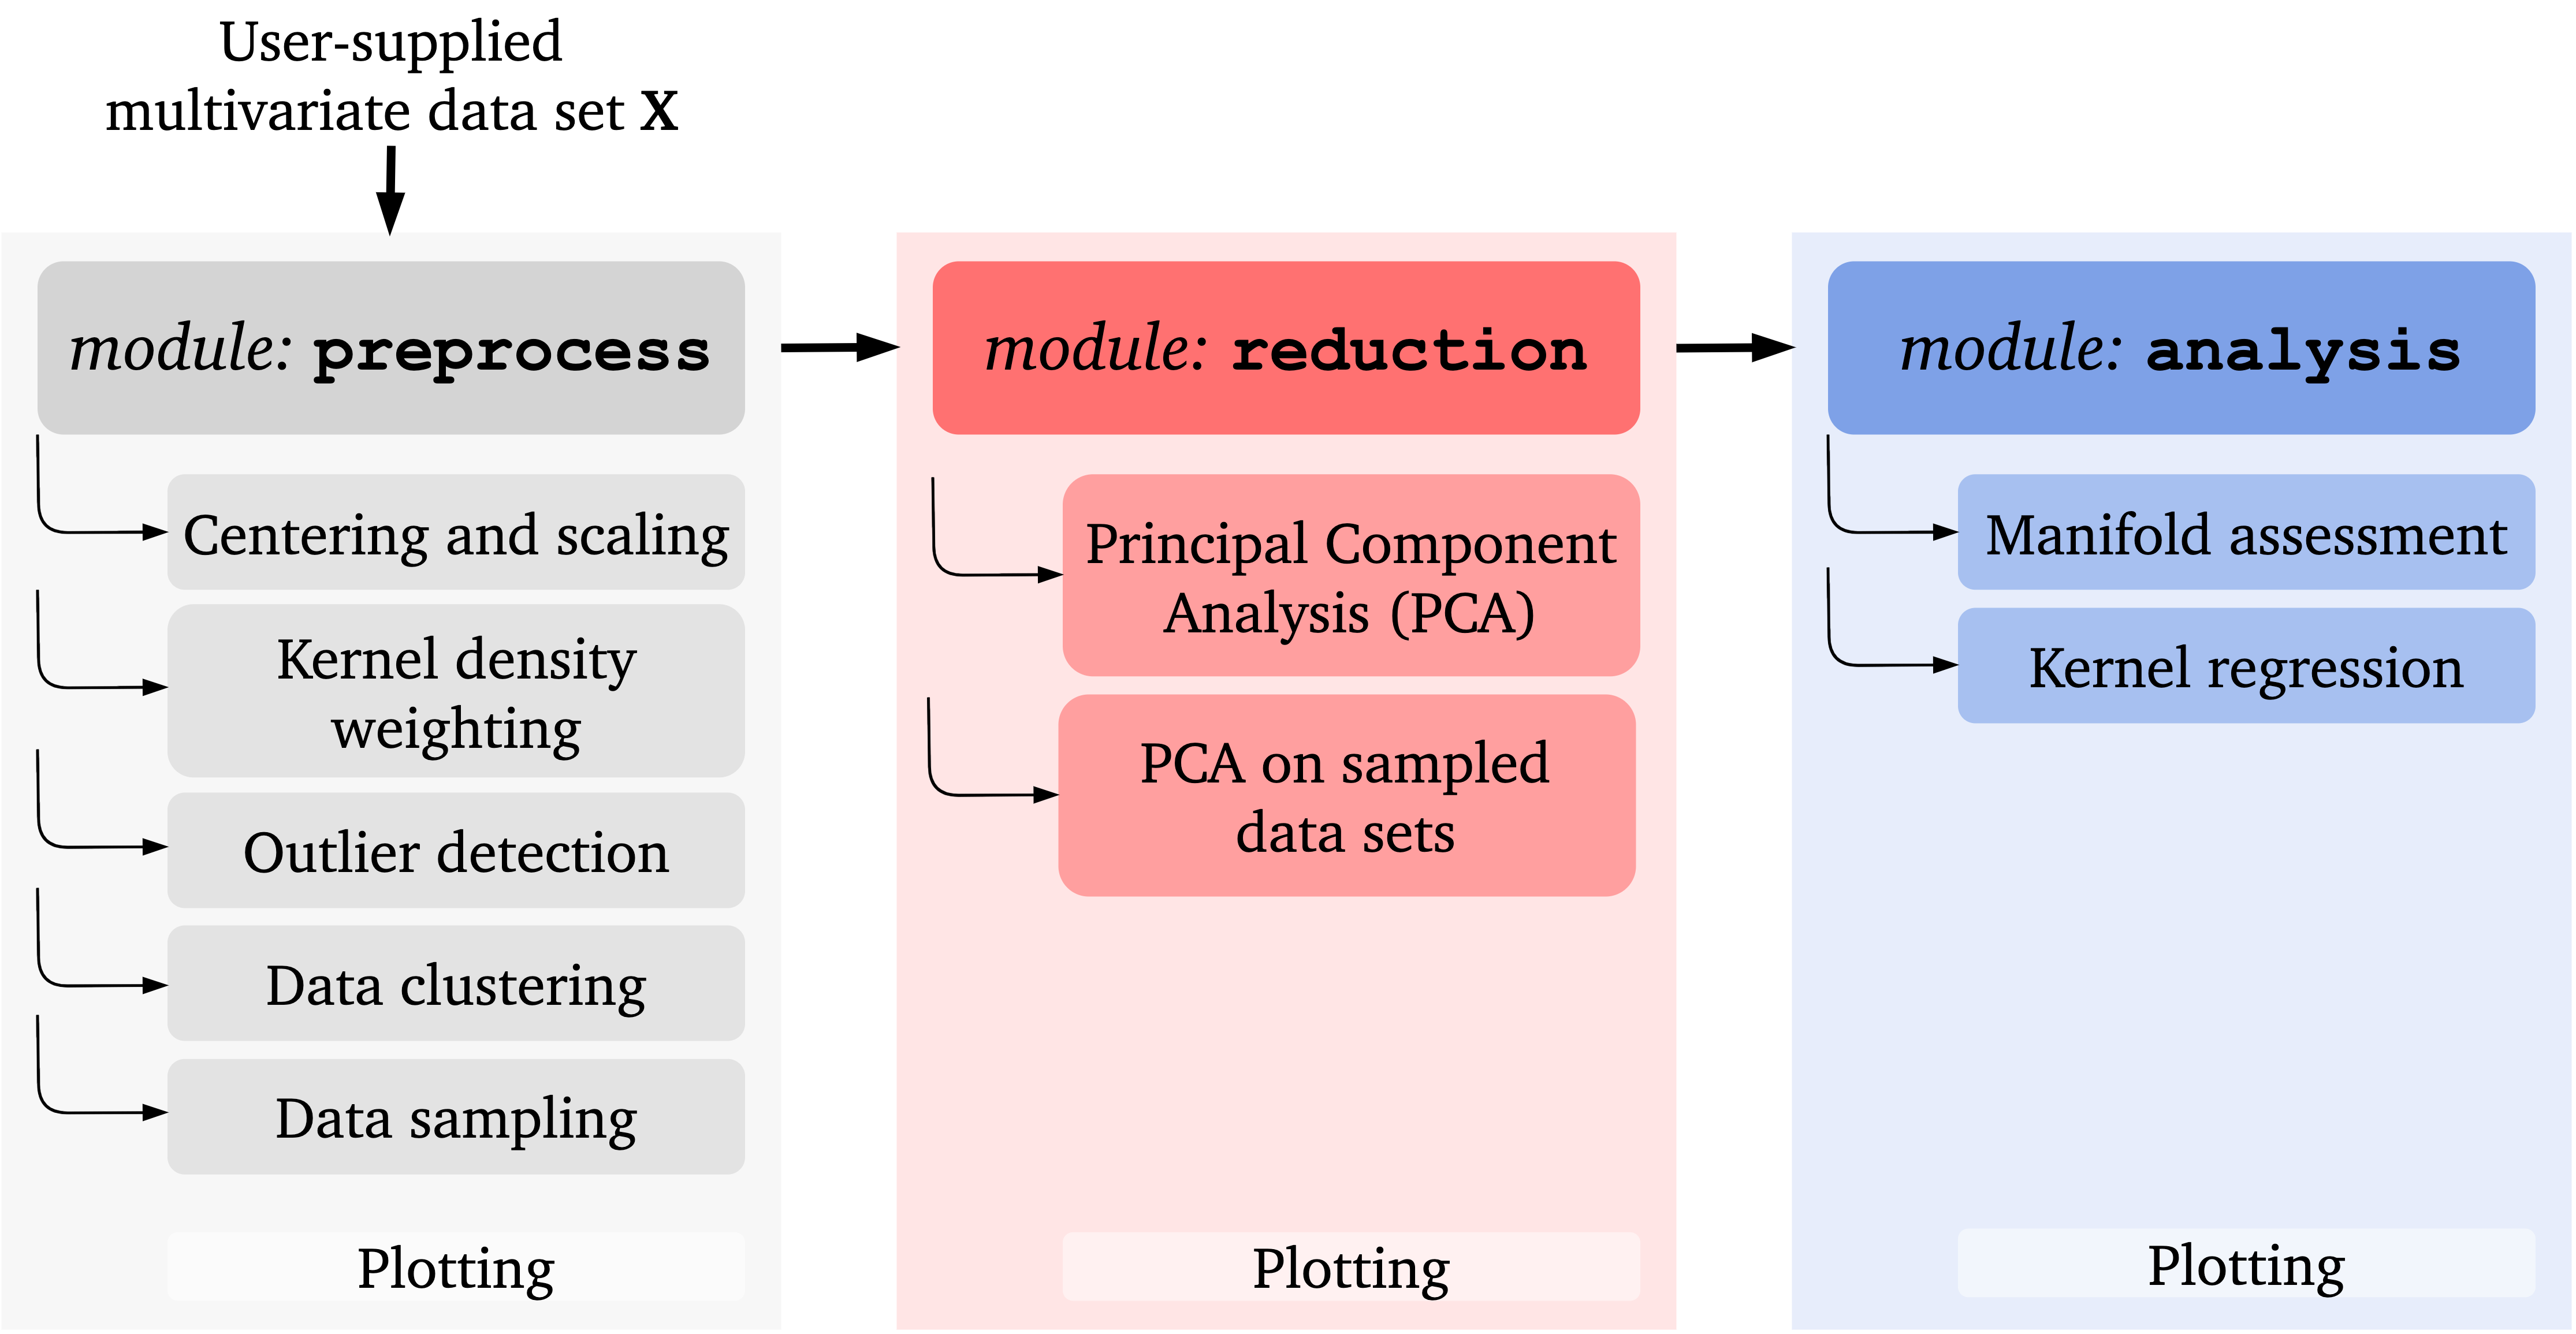 User-supplied
multivariate data set X
module: preprocess
Centering and scaling
Kernel density
weighting
Outlier detection
Data clustering
Data sampling
Plotting
module: reduction
Principal Component
Analysis (PCA)
PCA on sampled
data sets
Plotting
module: analysis
Manifold assessment
Kernel regression
Plotting